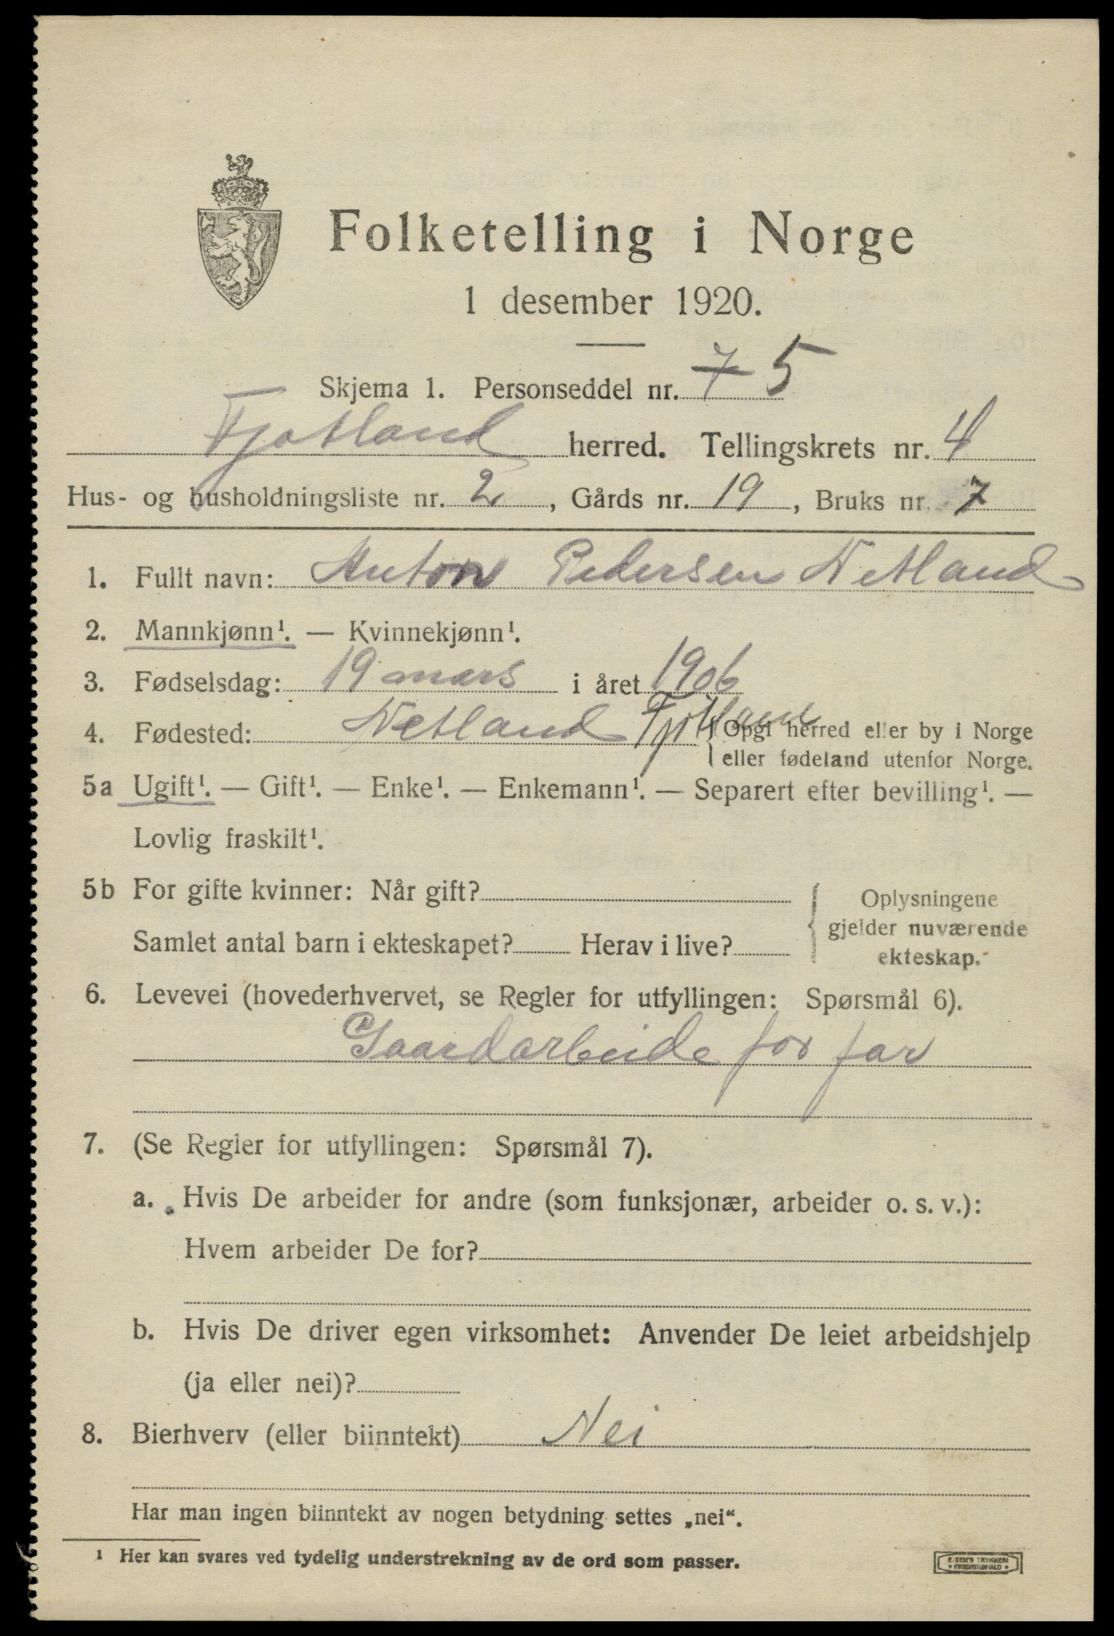 Folketelling i Norge
1 desember 1920.
Skjema 1. Personseddel nr. 7 5
Fjotland herred. Tellingskrets nr. 4
Hus- og husholdningsliste nr. 2, Gårds nr. 19, Bruks nr. 7
1. Fullt navn: Anton Pedersen Netland
2. Mannkjønn¹. — Kvinnekjønn¹.
3. Fødselsdag: 19 mars i året 1906
4. Fødested: Netland Fjotland { Opgi herred eller by i Norge
eller fødeland utenfor Norge.
5a Ugift¹. — Gift¹. — Enke¹. — Enkemann¹. — Separert efter bevilling¹. —
Lovlig fraskilt¹.
5b For gifte kvinner: Når gift?
Samlet antal barn i ekteskapet? Herav i live?
{ Oplysningene
gjelder nuværende
ekteskap.
6. Levevei (hovederhvervet, se Regler for utfyllingen: Spørsmål 6).
Gaardarbeide for far
7. (Se Regler for utfyllingen: Spørsmål 7).
a. Hvis De arbeider for andre (som funksjonær, arbeider o. s. v.):
Hvem arbeider De for?
b. Hvis De driver egen virksomhet: Anvender De leiet arbeidshjelp
(ja eller nei)?
8. Bierhverv (eller biinntekt) Nei
Har man ingen biinntekt av nogen betydning settes „nei“.
¹ Her kan svares ved tydelig understrekning av de ord som passer.